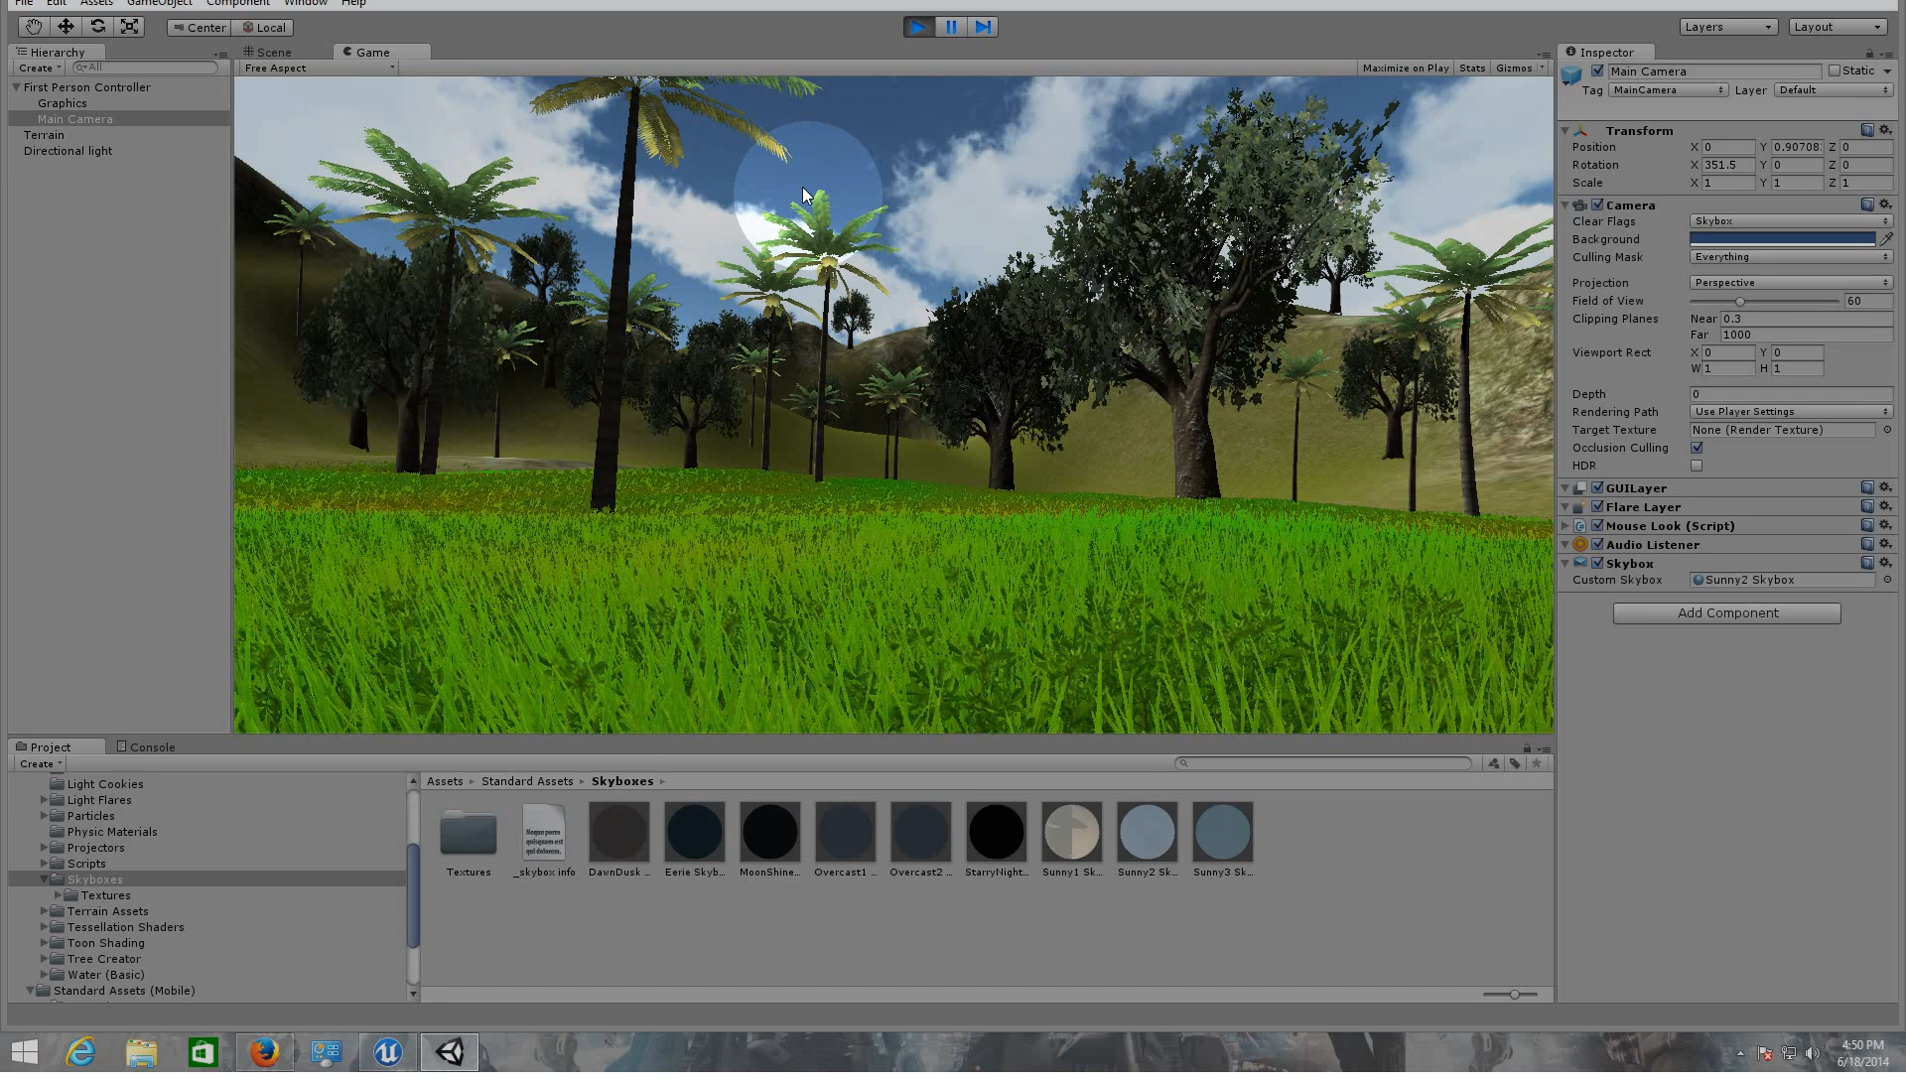 File Edit Assets GameObject Component Window Help
Center Local
Layers Layout
Hierarchy
Create All
First Person Controller
Graphics
Main Camera
Terrain
Directional light
Scene Game
Free Aspect Maximize on Play Stats Gizmos
Inspector
Main Camera Static
Tag MainCamera Layer Default
Transform
Position X 0 Y 0.90708 Z 0
Rotation X 351.5 Y 0 Z 0
Scale X 1 Y 1 Z 1
Camera
Clear Flags Skybox
Background
Culling Mask Everything
Projection Perspective
Field of View 60
Clipping Planes Near 0.3
Far 1000
Viewport Rect X 0 Y 0
W 1 H 1
Depth 0
Rendering Path Use Player Settings
Target Texture None (Render Texture)
Occlusion Culling
HDR
GUILayer
Flare Layer
Mouse Look (Script)
Audio Listener
Skybox
Custom Skybox Sunny2 Skybox
Add Component
Project Console
Create
Light Cookies
Light Flares
Particles
Physic Materials
Projectors
Scripts
Skyboxes
Textures
Terrain Assets
Tessellation Shaders
Toon Shading
Tree Creator
Water (Basic)
Standard Assets (Mobile)
Assets Standard Assets Skyboxes
Neque porro
quisquam est
qui dolorem.
Textures _skybox info DawnDusk ... Eerie Skyb... MoonShine... Overcast1 ... Overcast2 ... StarryNight... Sunny1 Sk... Sunny2 Sk... Sunny3 Sk...
4:50 PM
6/18/2014